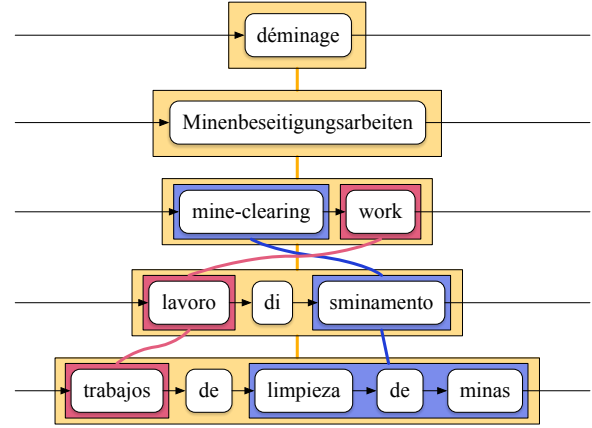 déminage
Minenbeseitigungsarbeiten
mine-clearing work
lavoro di sminamento
trabajos de limpieza de minas